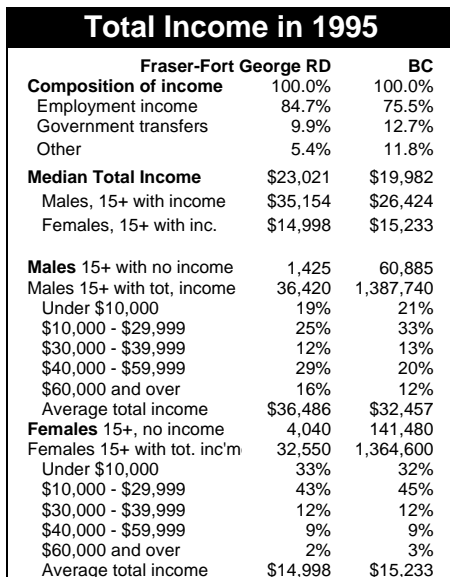 Total Income in 1995
Fraser-Fort George RD BC
Composition of income 100.0% 100.0%
Employment income 84.7% 75.5%
Government transfers 9.9% 12.7%
Other 5.4% 11.8%
Median Total Income $23,021 $19,982
Males, 15+ with income $35,154 $26,424
Females, 15+ with inc. $14,998 $15,233
Males 15+ with no income 1,425 60,885
Males 15+ with tot, income 36,420 1,387,740
Under $10,000 19% 21%
$10,000 - $29,999 25% 33%
$30,000 - $39,999 12% 13%
$40,000 - $59,999 29% 20%
$60,000 and over 16% 12%
Average total income $36,486 $32,457
Females 15+, no income 4,040 141,480
Females 15+ with tot. inc'm 32,550 1,364,600
Under $10,000 33% 32%
$10,000 - $29,999 43% 45%
$30,000 - $39,999 12% 12%
$40,000 - $59,999 9% 9%
$60,000 and over 2% 3%
Average total income $14,998 $15,233